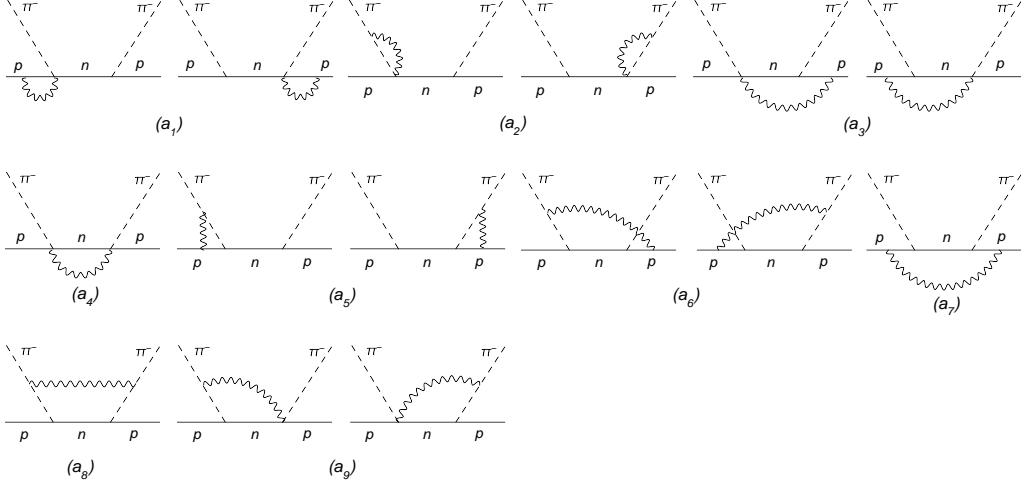 π⁻ π⁻ π⁻ π⁻ π⁻ π⁻ π⁻ π⁻ π⁻ π⁻ π⁻ π⁻
p n p p n p p n p p n p
p n p p n p
(a₁) (a₂) (a₃)
π⁻ π⁻ π⁻ π⁻ π⁻ π⁻ π⁻ π⁻ π⁻ π⁻ π⁻ π⁻
p n p p n p
p n p p n p p n p p n p
(a₄) (a₅) (a₆) (a₇)
π⁻ π⁻ π⁻ π⁻ π⁻ π⁻
p n p p n p p n p
(a₈) (a₉)